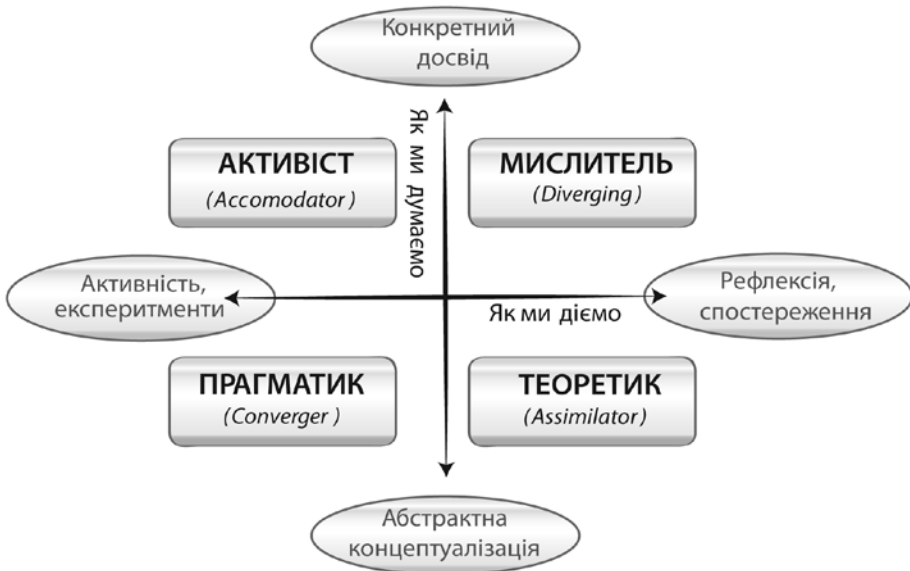 Конкретний
досвід
Як ми думаємо
АКТИВІСТ
(Accomodator)
МИСЛИТЕЛЬ
(Diverging)
Активність,
експеритменти
Рефлексія,
спостереження
Як ми діємо
ПРАГМАТИК
(Converger)
ТЕОРЕТИК
(Assimilator)
Абстрактна
концептуалізація